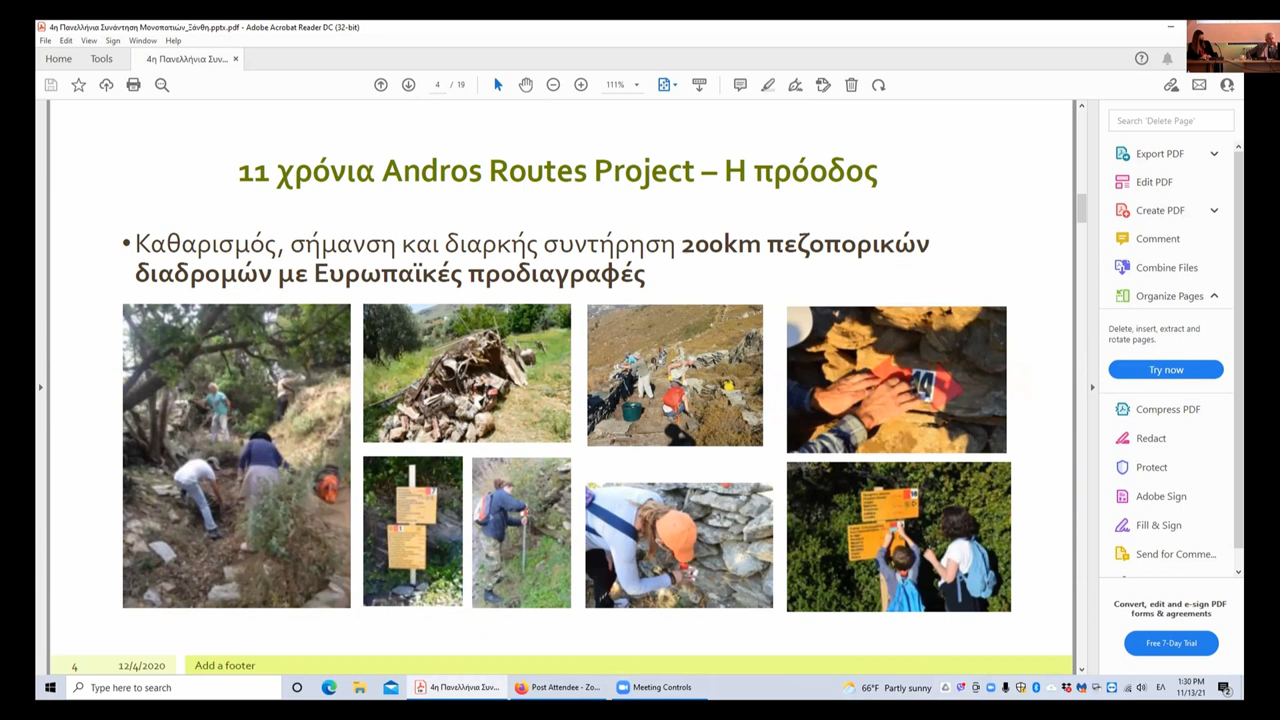 4η Πανελλήνια Συνάντηση Μονοπατιών_Ξάνθη.pptx.pdf - Adobe Acrobat Reader DC (32-bit)
File Edit View Sign Window Help
Home Tools 4η Πανελλήνια Συν... ×
4 / 19 111%
11 χρόνια Andros Routes Project – Η πρόοδος
• Καθαρισμός, σήμανση και διαρκής συντήρηση 200km πεζοπορικών
διαδρομών με Ευρωπαϊκές προδιαγραφές
4 12/4/2020 Add a footer
Search 'Delete Page'
Export PDF
Edit PDF
Create PDF
Comment
Combine Files
Organize Pages
Delete, insert, extract and
rotate pages.
Try now
Compress PDF
Redact
Protect
Adobe Sign
Fill & Sign
Send for Comme...
Convert, edit and e-sign PDF
forms & agreements
Free 7-Day Trial
Type here to search
4η Πανελλήνια Συν...
Post Attendee - Zo...
Meeting Controls
66°F Partly sunny
ΕΛ
1:30 PM
11/13/21